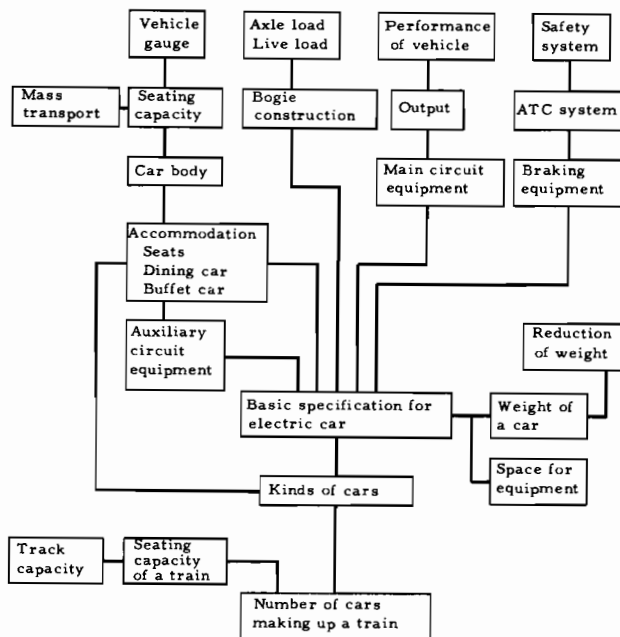 Vehicle
gauge
Axle load
Live load
Performance
of vehicle
Safety
system
Mass
transport
Seating
capacity
Bogie
construction
Output
ATC system
Car body
Main circuit
equipment
Braking
equipment
Accommodation
Seats
Dining car
Buffet car
Auxiliary
circuit
equipment
Reduction
of weight
Basic specification for
electric car
Weight of
a car
Kinds of cars
Space for
equipment
Track
capacity
Seating
capacity
of a train
Number of cars
making up a train